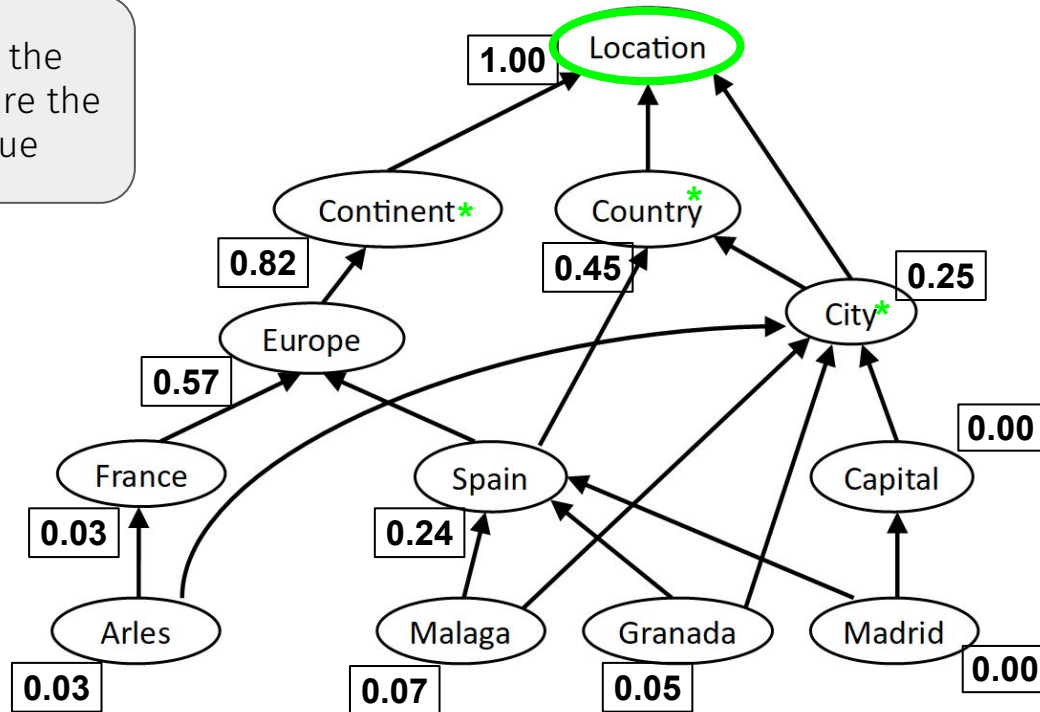 the
re the
ue
Location
1.00
Continent*
Country*
0.82
0.45
0.25
City*
Europe
0.57
0.00
France
Spain
Capital
0.03
0.24
Arles
Malaga
Granada
Madrid
0.03
0.07
0.05
0.00